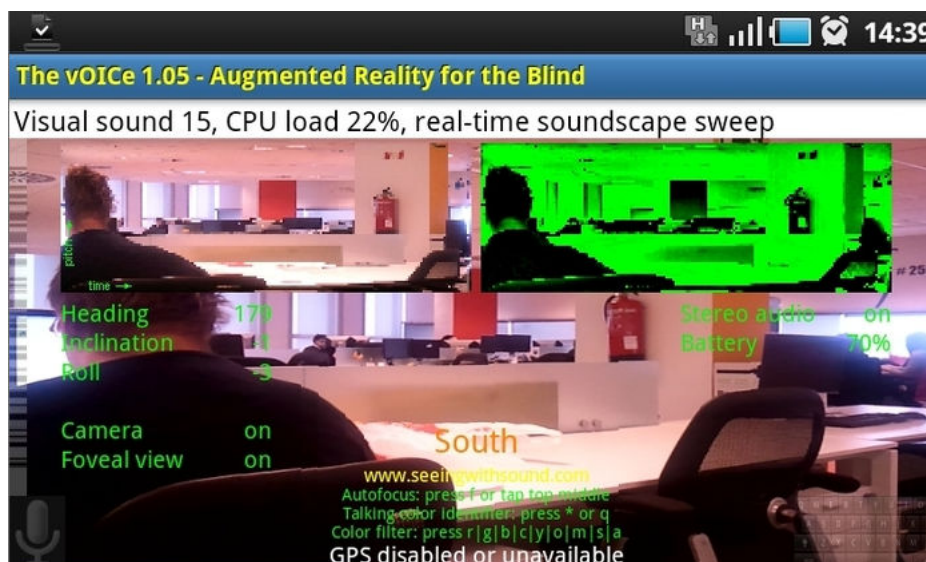 14:39
The vOICe 1.05 - Augmented Reality for the Blind
Visual sound 15, CPU load 22%, real-time soundscape sweep
pitch
time →
# 25
Heading 179
Stereo audio on
Inclination -1
Battery 70%
Roll -3
Camera on
Foveal view on
South
www.seeingwithsound.com
Autofocus: press f or tap top middle
Talking color identifier: press * or q
Color filter: press r|g|b|c|y|o|m|s|a
GPS disabled or unavailable